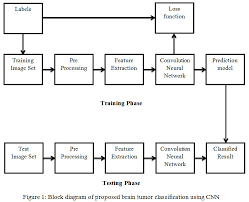 Labels
Loss
function
Training
Image Set
Pre
Processing
Feature
Extraction
Convolution
Neural
Network
Prediction
model
Training Phase
Test
Image Set
Pre
Processing
Feature
Extraction
Convolution
Neural
Network
Classified
Result
Testing Phase
Figure 1: Block diagram of proposed brain tumor classification using CNN